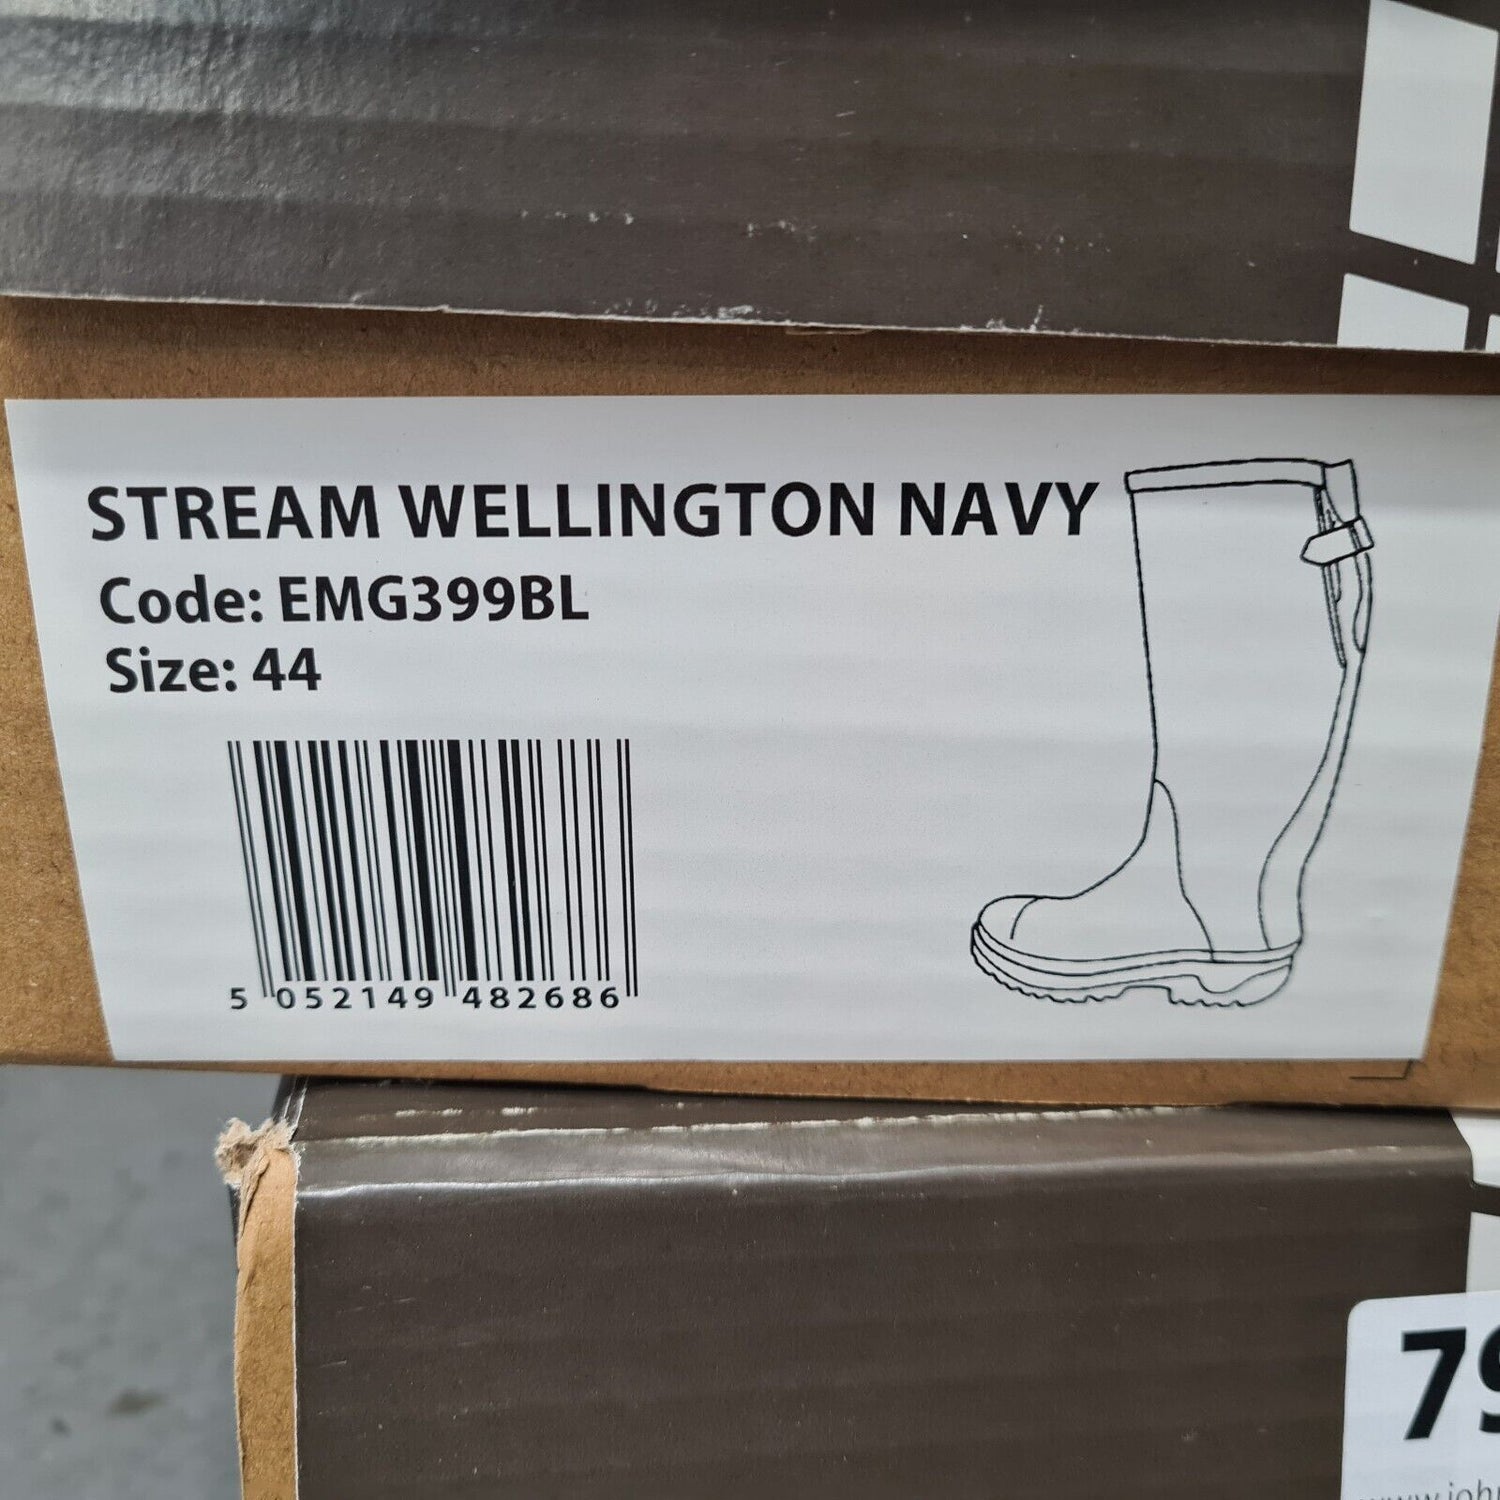 STREAM WELLINGTON NAVY
Code: EMG399BL
Size: 44
5 052149 482686